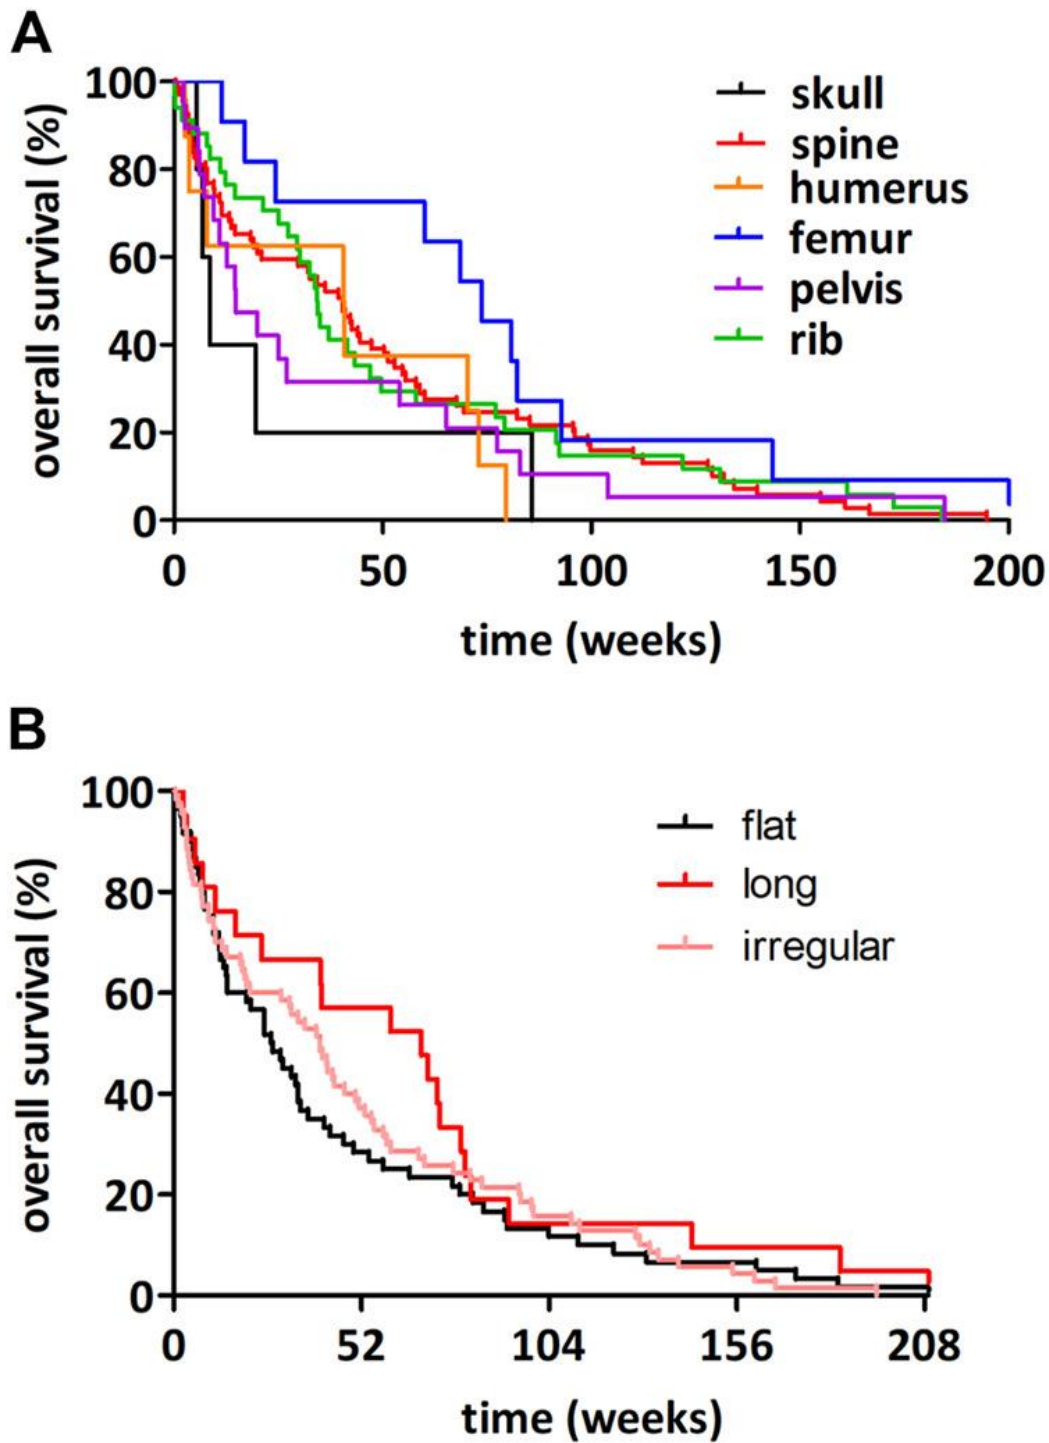 A
overall survival (%)
100
80
60
40
20
0
0 50 100 150 200
time (weeks)
skull
spine
humerus
femur
pelvis
rib
B
overall survival (%)
100
80
60
40
20
0
0 52 104 156 208
time (weeks)
flat
long
irregular